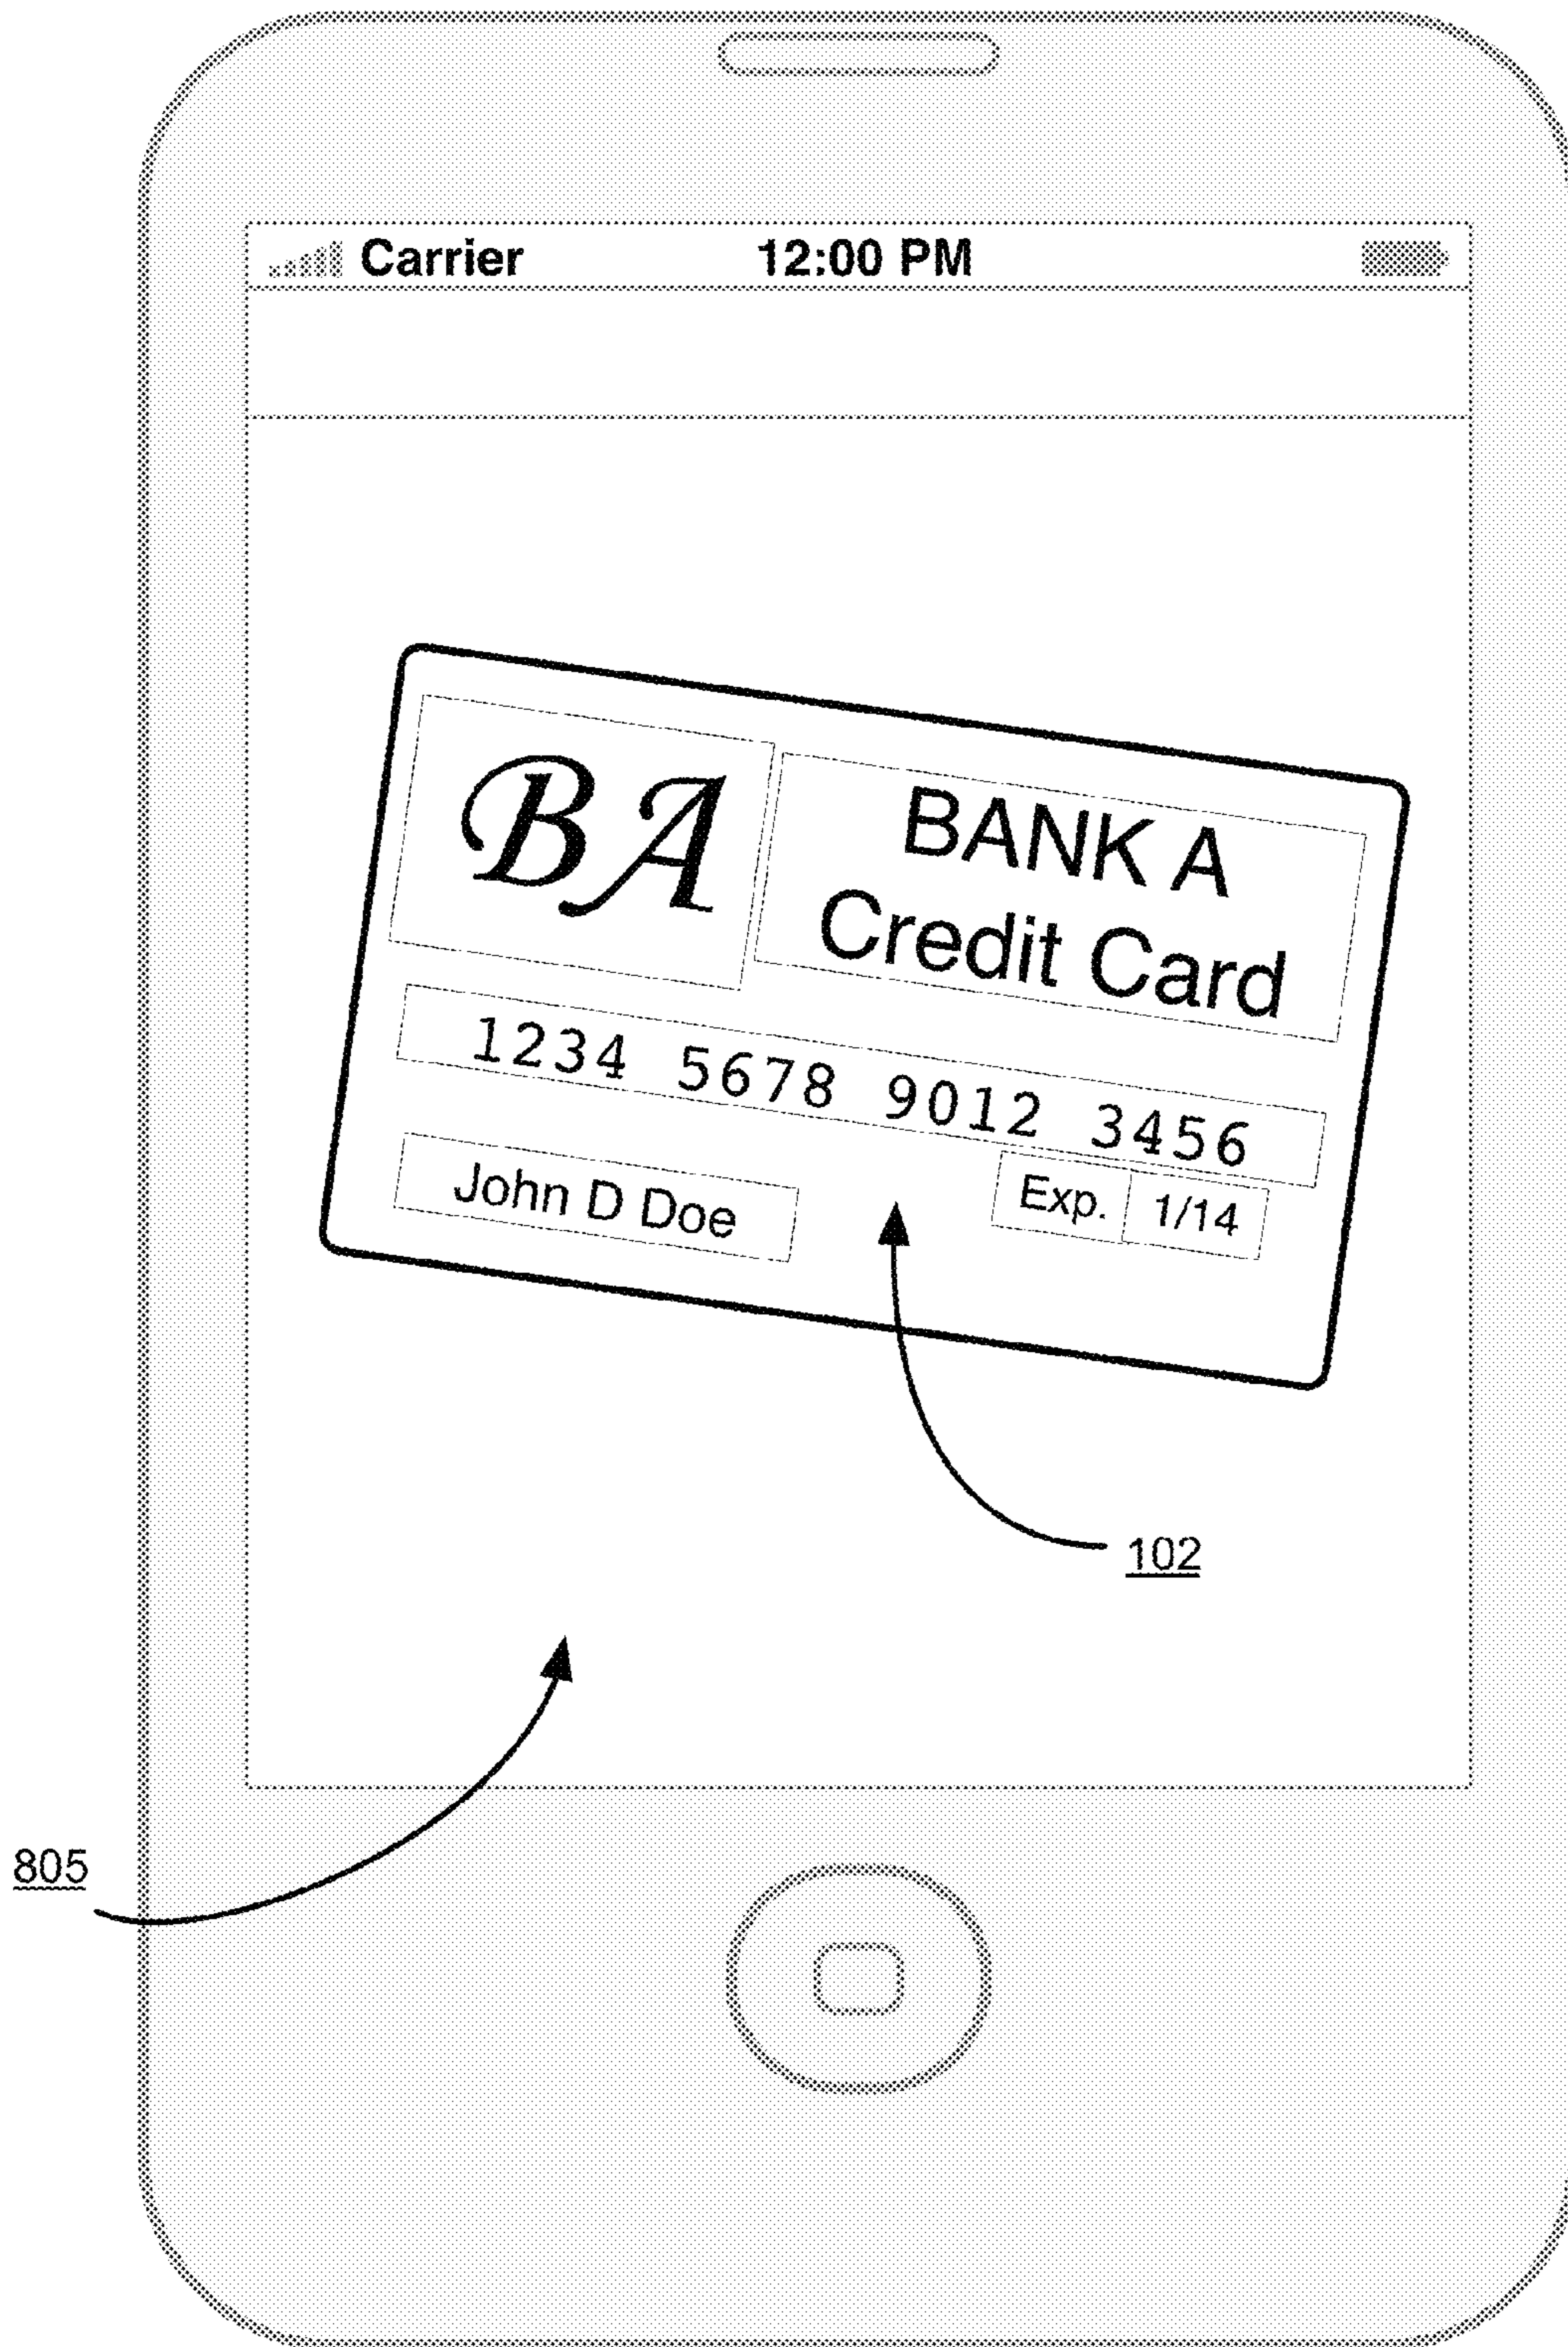 Carrier 12:00 PM
BA
BANK A
Credit Card
1234 5678 9012 3456
John D Doe
Exp. 1/14
102
805